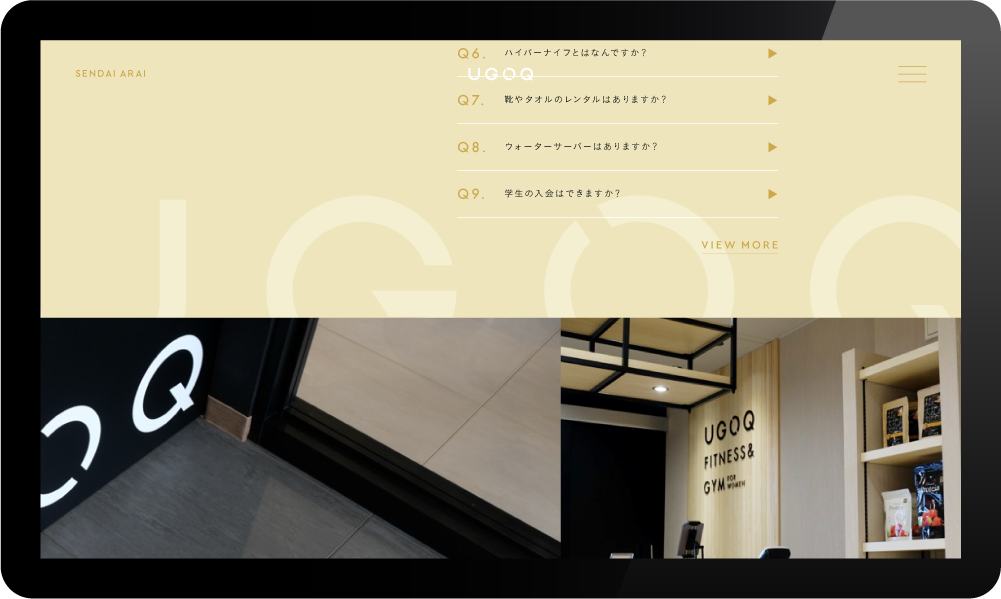 Q6. ハイパーナイフとはなんですか？
SENDAI ARAI
UGOQ
Q7. 靴やタオルのレンタルはありますか？
Q8. ウォーターサーバーはありますか？
Q9. 学生の入会はできますか？
VIEW MORE
UGOQ
OQ
UGOQ
FITNESS&
GYM FOR WOMEN